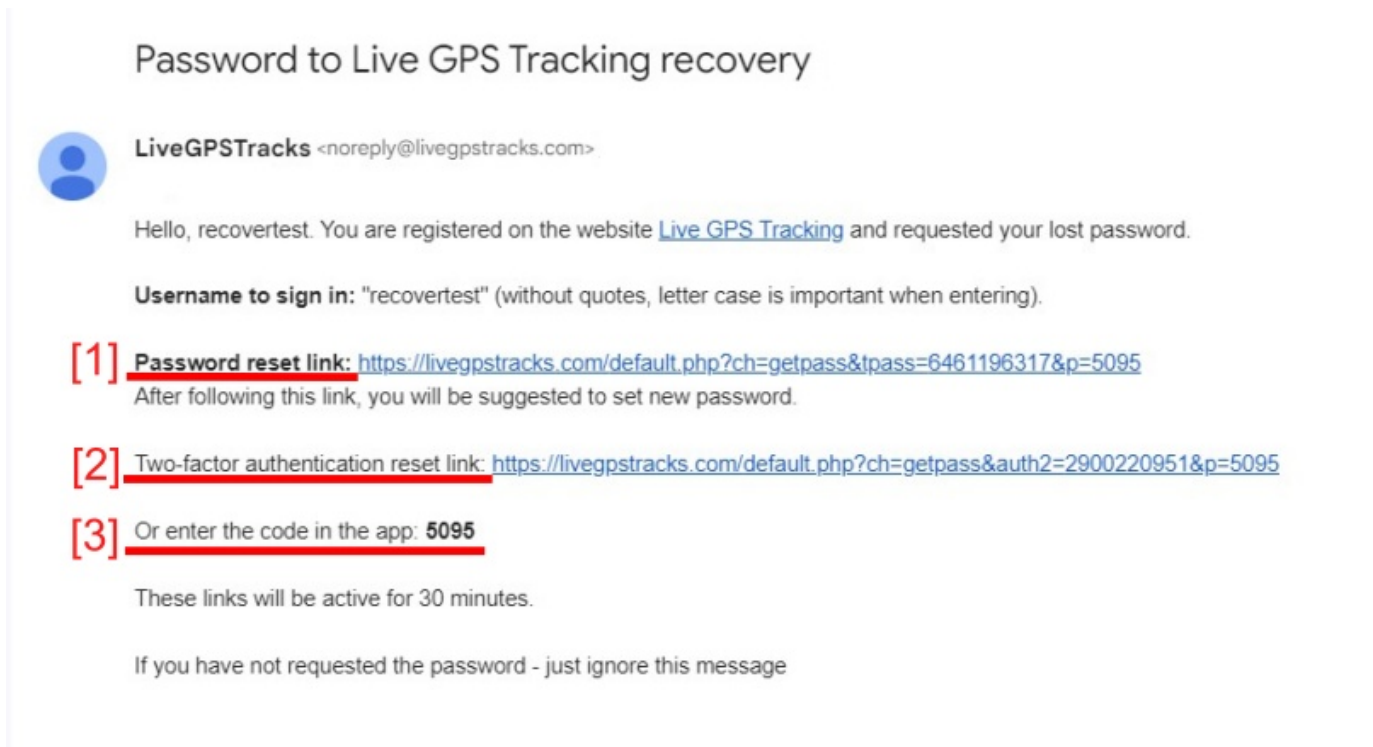 Password to Live GPS Tracking recovery
LiveGPSTracks <noreply@livegpstracks.com>
Hello, recovertest. You are registered on the website Live GPS Tracking and requested your lost password.
Username to sign in: "recovertest" (without quotes, letter case is important when entering).
[1] Password reset link: https://livegpstracks.com/default.php?ch=getpass&tpass=6461196317&p=5095
After following this link, you will be suggested to set new password.
[2] Two-factor authentication reset link: https://livegpstracks.com/default.php?ch=getpass&auth2=2900220951&p=5095
[3] Or enter the code in the app: 5095
These links will be active for 30 minutes.
If you have not requested the password - just ignore this message